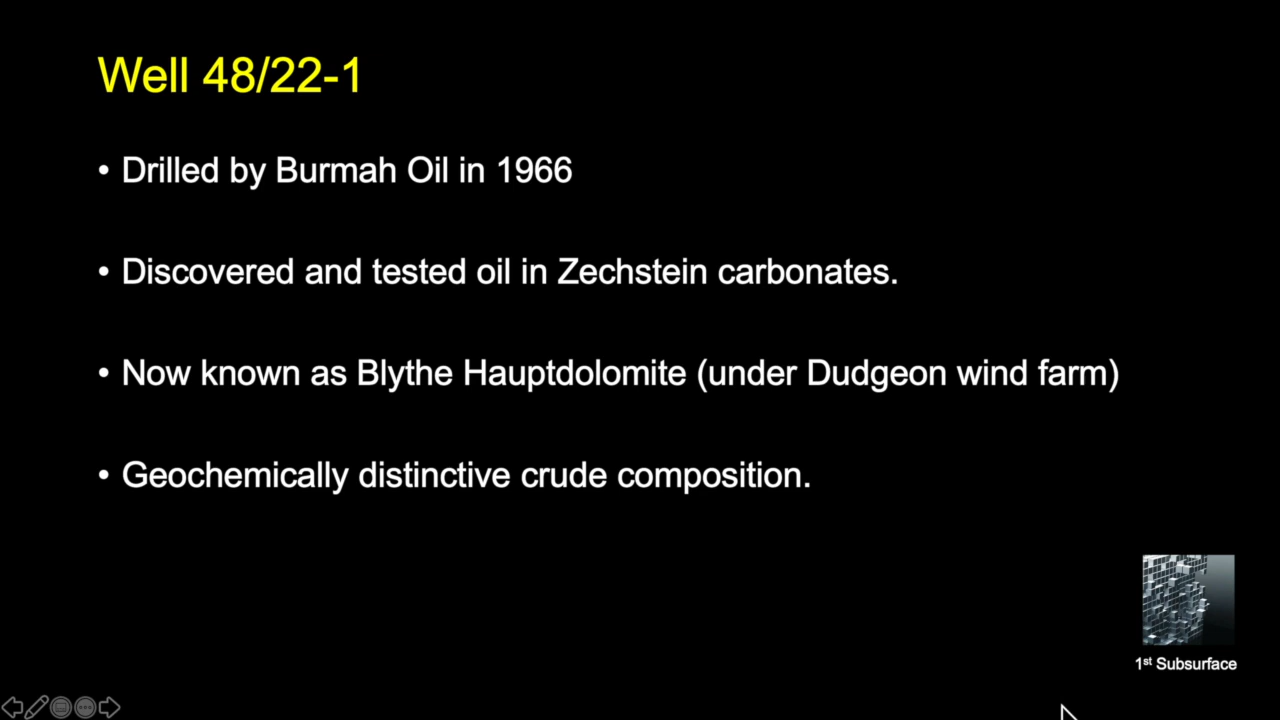 Well 48/22-1
• Drilled by Burmah Oil in 1966
• Discovered and tested oil in Zechstein carbonates.
• Now known as Blythe Hauptdolomite (under Dudgeon wind farm)
• Geochemically distinctive crude composition.
1st Subsurface